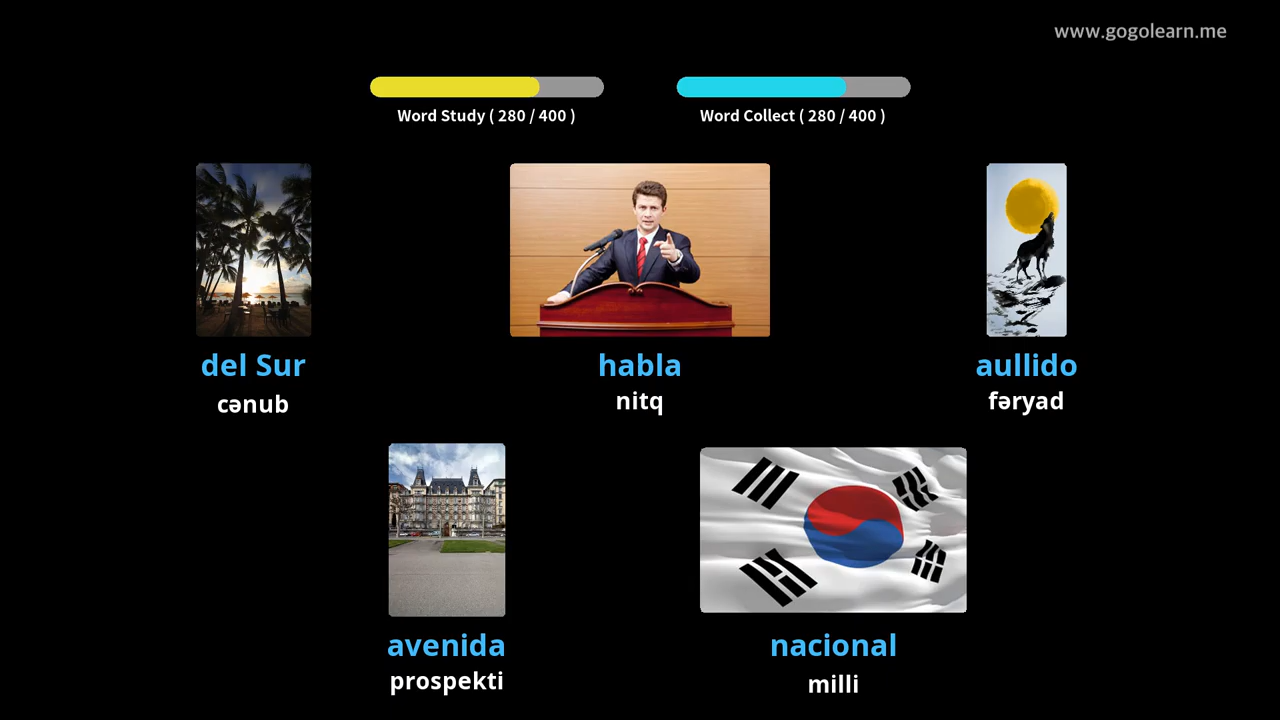 www.gogolearn.me
Word Study ( 280 / 400 )
Word Collect ( 280 / 400 )
del Sur
cənub
habla
nitq
aullido
fəryad
avenida
prospekti
nacional
milli